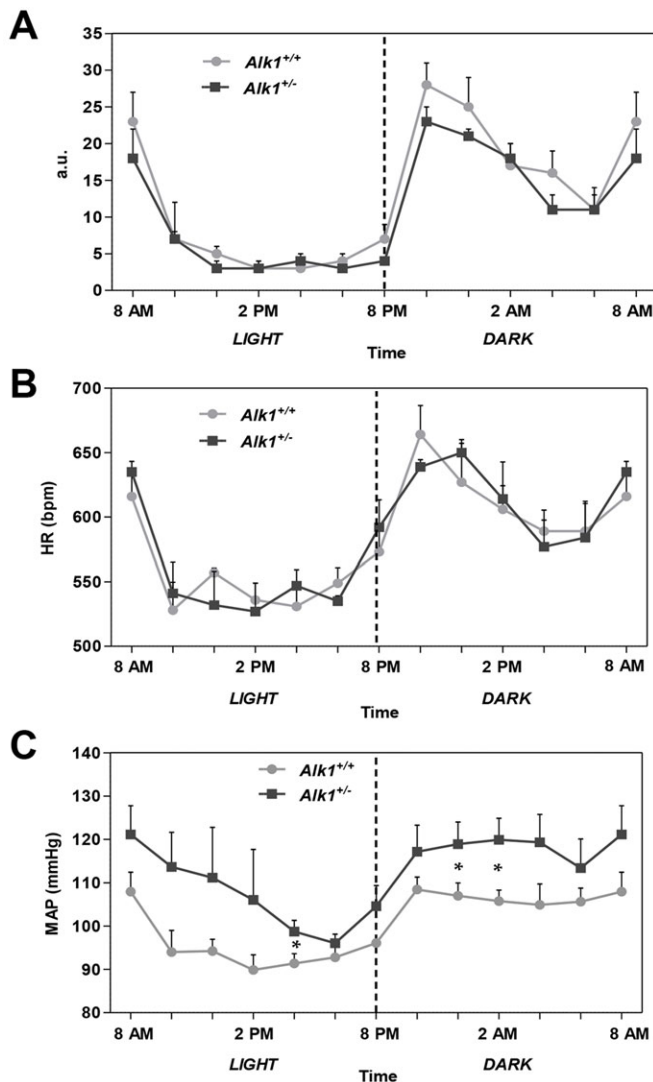 A
Alk1+/+
Alk1+/-
35
30
25
20
15
10
5
0
a.u.
8 AM 2 PM 8 PM 2 AM 8 AM
LIGHT DARK
Time
B
Alk1+/+
Alk1+/-
700
650
600
550
500
HR (bpm)
8 AM 2 PM 8 PM 2 PM 8 AM
LIGHT DARK
Time
C
Alk1+/+
Alk1+/-
140
130
120
110
100
90
80
MAP (mmHg)
* * *
8 AM 2 PM 8 PM 2 AM 8 AM
LIGHT DARK
Time